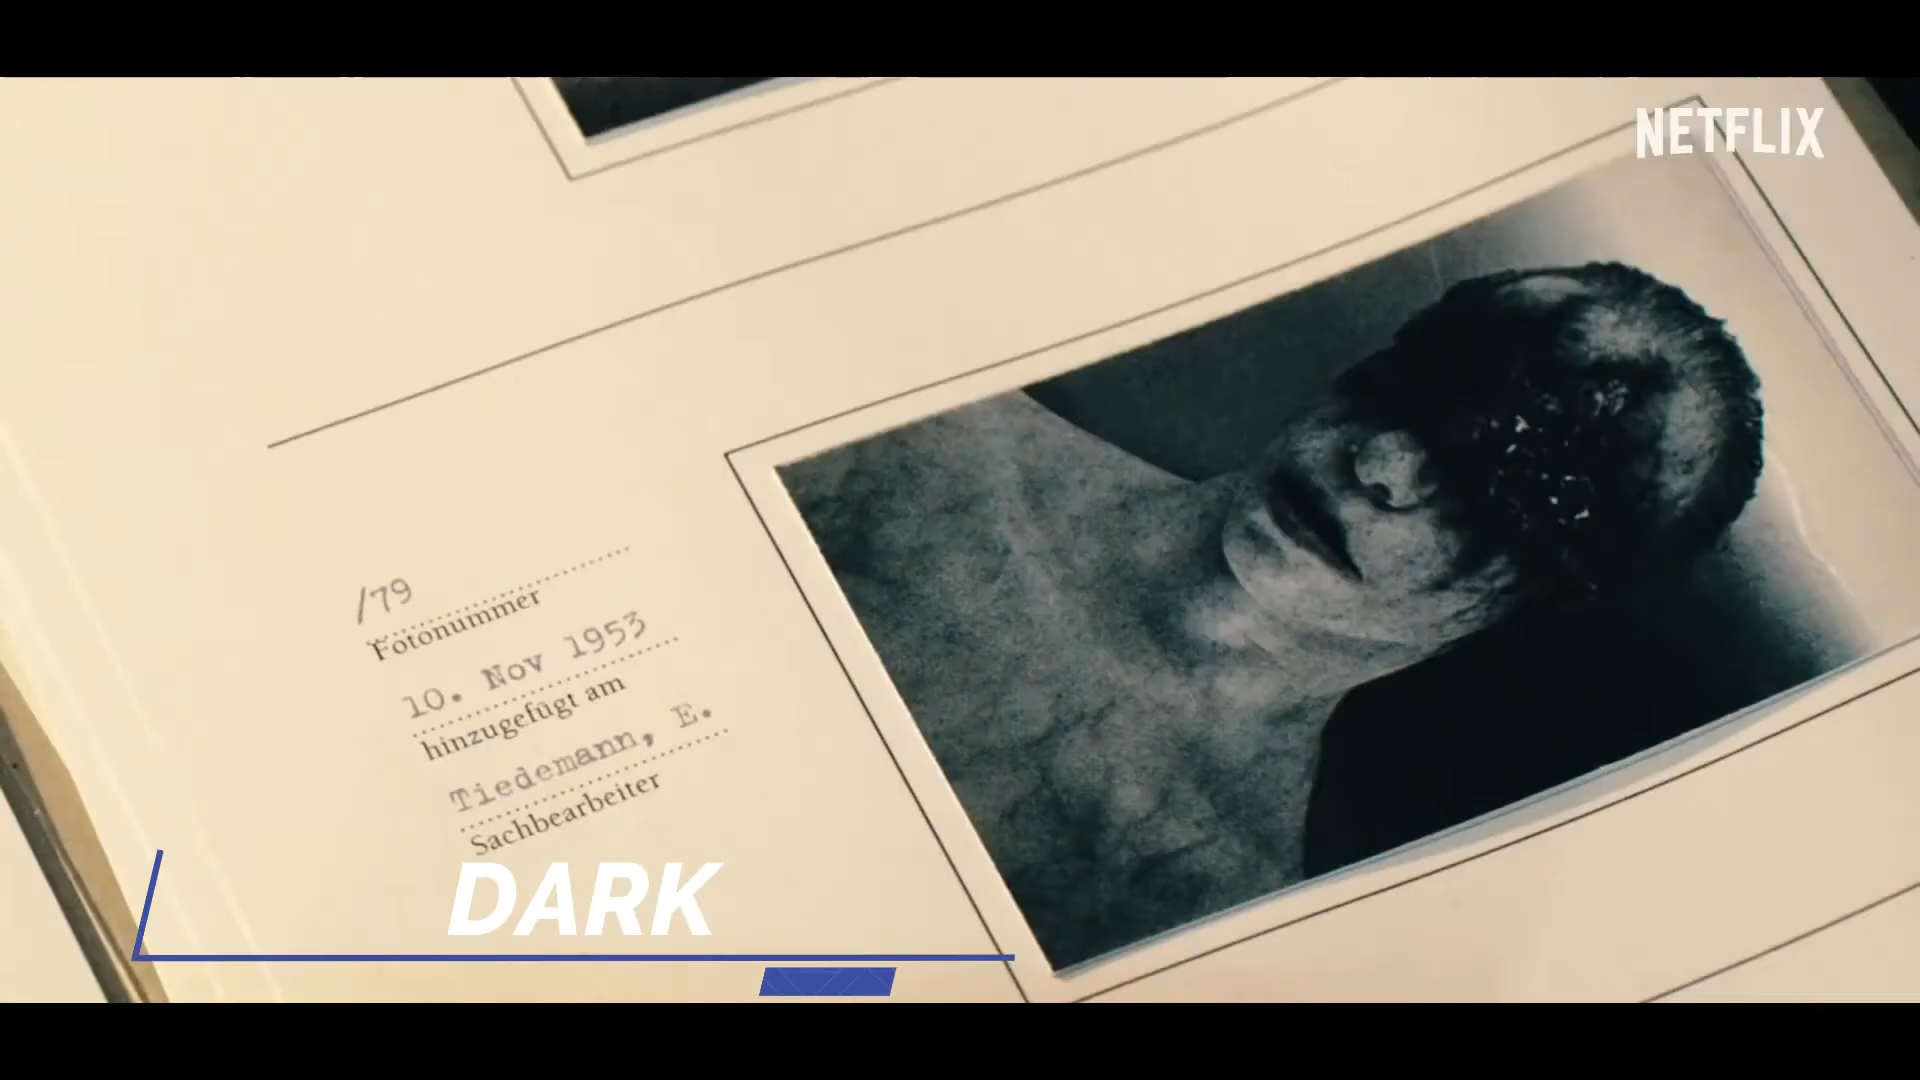 NETFLIX
/79
Fotonummer
10. Nov 1953
hinzugefügt am
Tiedemann, E.
Sachbearbeiter
DARK